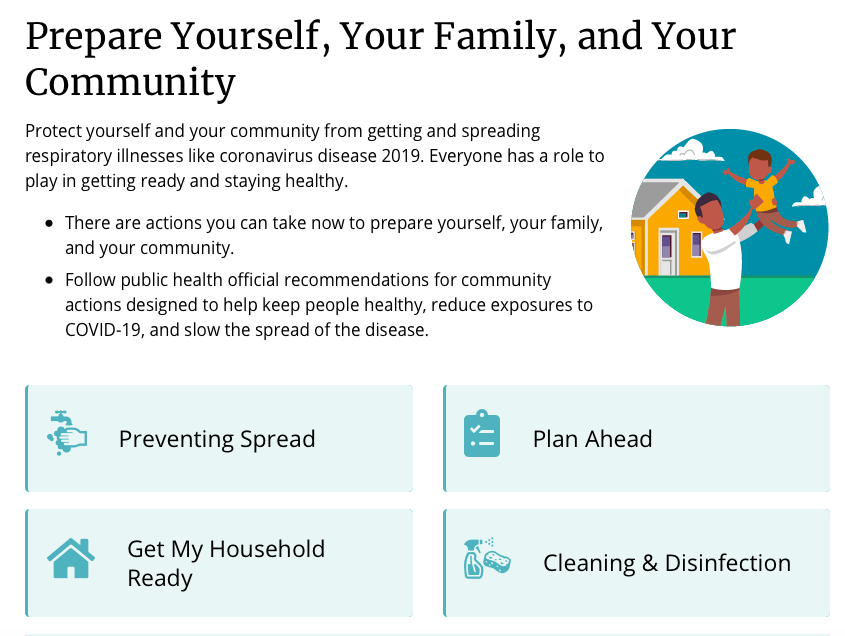 Prepare Yourself, Your Family, and Your
Community
Protect yourself and your community from getting and spreading
respiratory illnesses like coronavirus disease 2019. Everyone has a role to
play in getting ready and staying healthy.
There are actions you can take now to prepare yourself, your family,
and your community.
Follow public health official recommendations for community
actions designed to help keep people healthy, reduce exposures to
COVID-19, and slow the spread of the disease.
Preventing Spread
Plan Ahead
Get My Household
Ready
Cleaning & Disinfection